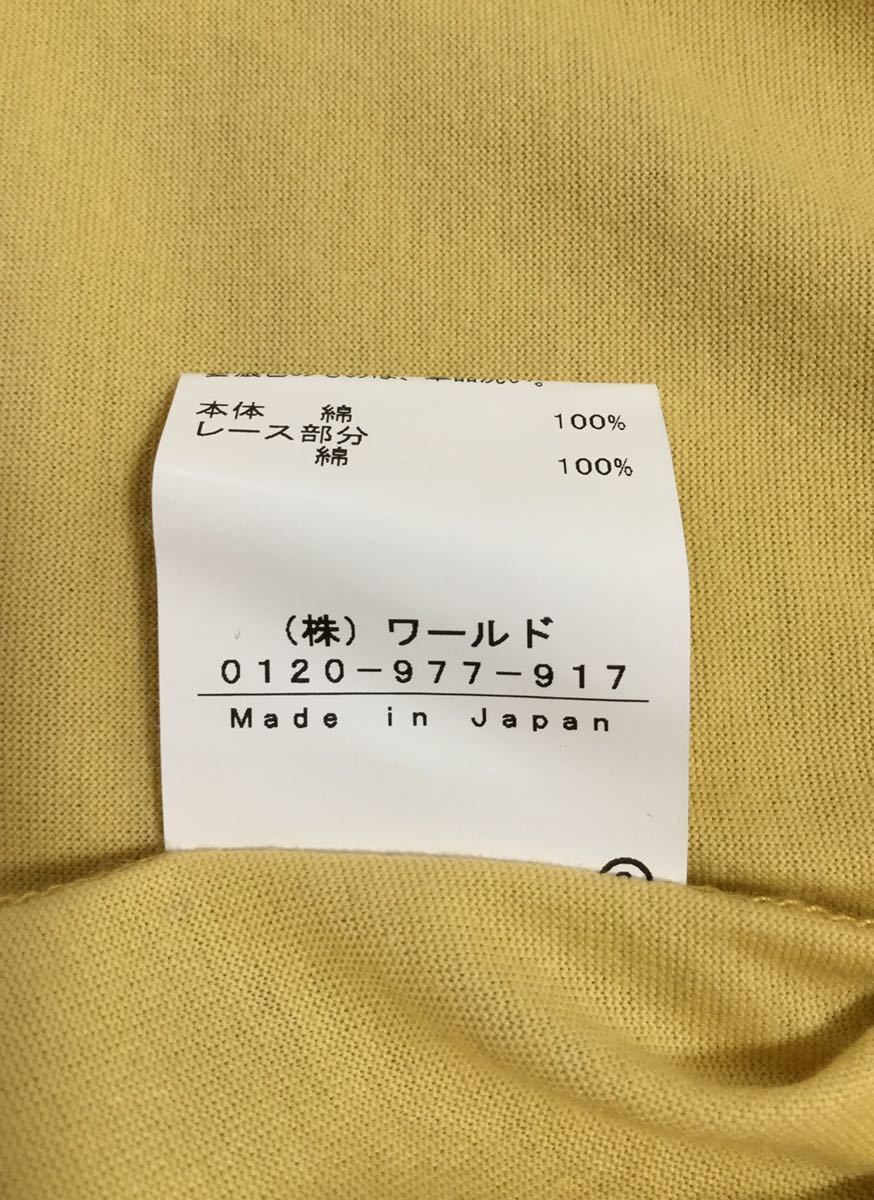 本体 綿 100%
レース部分
綿 100%
（株）ワールド
0120-977-917
Made in Japan